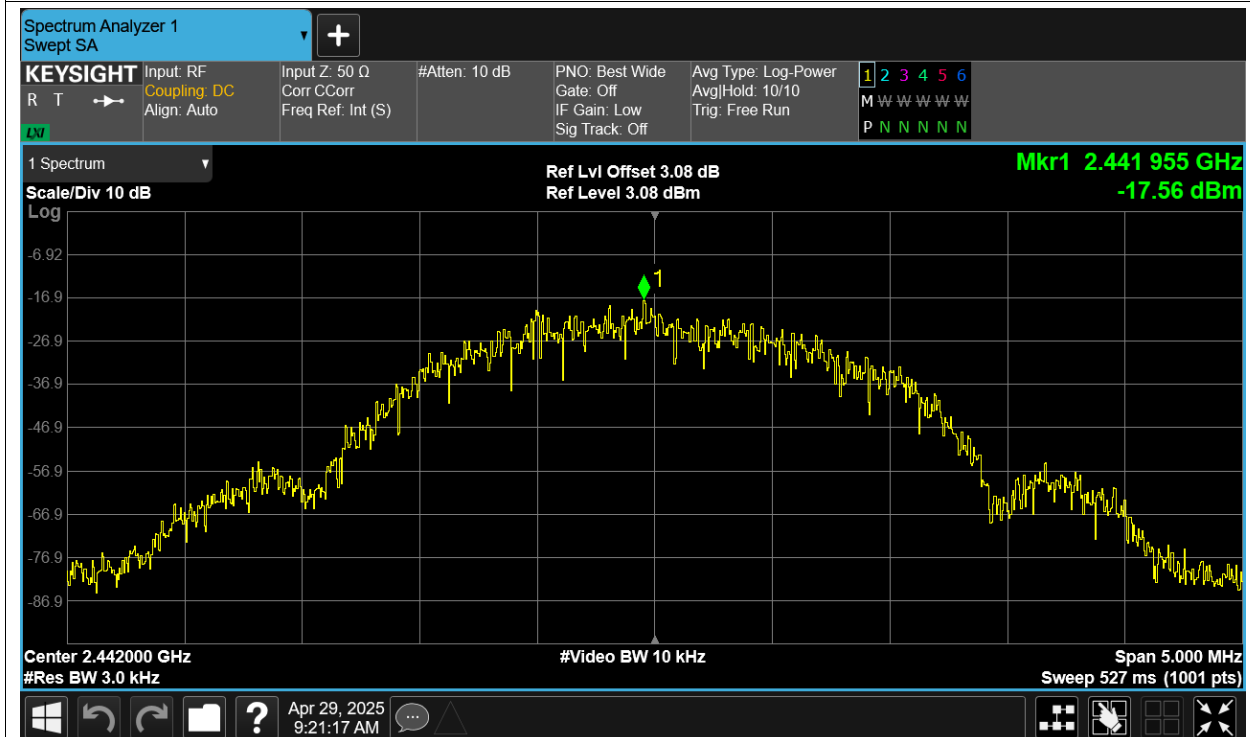 Spectrum Analyzer 1
Swept SA
+
KEYSIGHT
R T
LXI
Input: RF
Coupling: DC
Align: Auto
Input Z: 50 Ω
Corr CCorr
Freq Ref: Int (S)
#Atten: 10 dB
PNO: Best Wide
Gate: Off
IF Gain: Low
Sig Track: Off
Avg Type: Log-Power
Avg|Hold: 10/10
Trig: Free Run
1 2 3 4 5 6
M W W W W W
P N N N N N
1 Spectrum
Scale/Div 10 dB
Log
Ref Lvl Offset 3.08 dB
Ref Level 3.08 dBm
Mkr1 2.441 955 GHz
-17.56 dBm
1
-6.92
-16.9
-26.9
-36.9
-46.9
-56.9
-66.9
-76.9
-86.9
Center 2.442000 GHz
#Res BW 3.0 kHz
#Video BW 10 kHz
Span 5.000 MHz
Sweep 527 ms (1001 pts)
?
Apr 29, 2025
9:21:17 AM